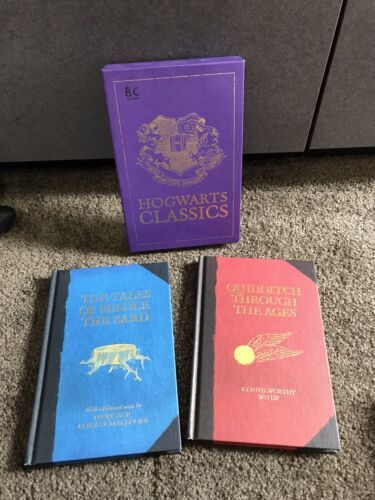 B.C
HOGWARTS
CLASSICS
THE TALES
OF BEEDLE
THE BARD
With additional notes by
PROFESSOR
ALBUS DUMBLEDORE
QUIDDITCH
THROUGH
THE AGES
KENNILWORTHY
WHISP